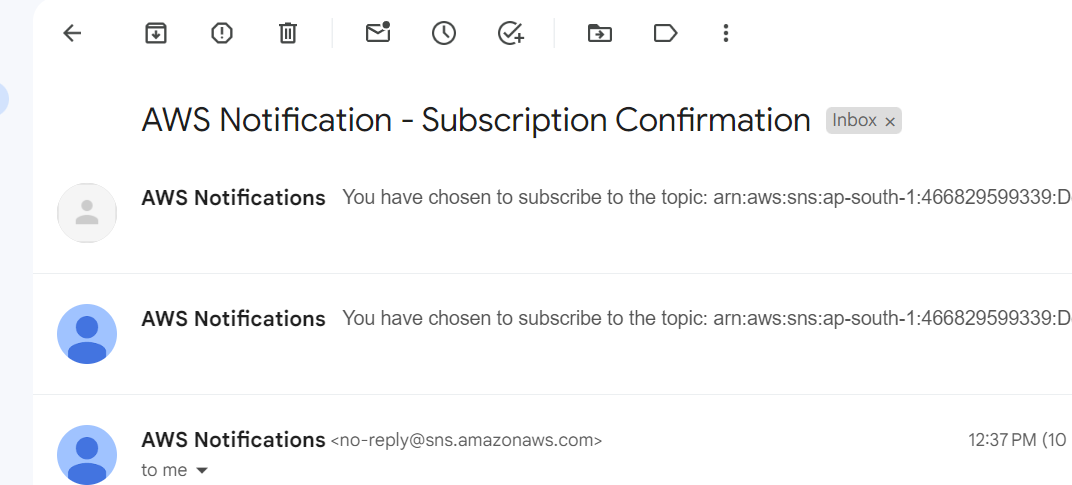 AWS Notification - Subscription Confirmation Inbox ×
AWS Notifications You have chosen to subscribe to the topic: arn:aws:sns:ap-south-1:466829599339:D
AWS Notifications You have chosen to subscribe to the topic: arn:aws:sns:ap-south-1:466829599339:D
AWS Notifications <no-reply@sns.amazonaws.com> 12:37 PM (10
to me